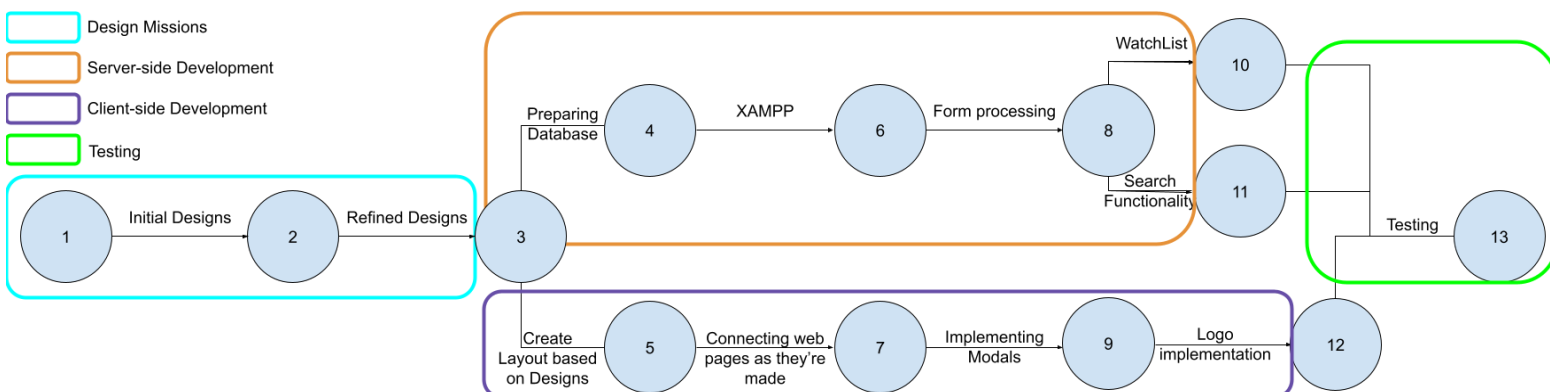 Design Missions
Server-side Development
Client-side Development
Testing
1
Initial Designs
2
Refined Designs
3
Preparing
Database
4
XAMPP
6
Form processing
8
WatchList
10
Search
Functionality
11
Create
Layout based
on Designs
5
Connecting web
pages as they're
made
7
Implementing
Modals
9
Logo
implementation
12
Testing
13